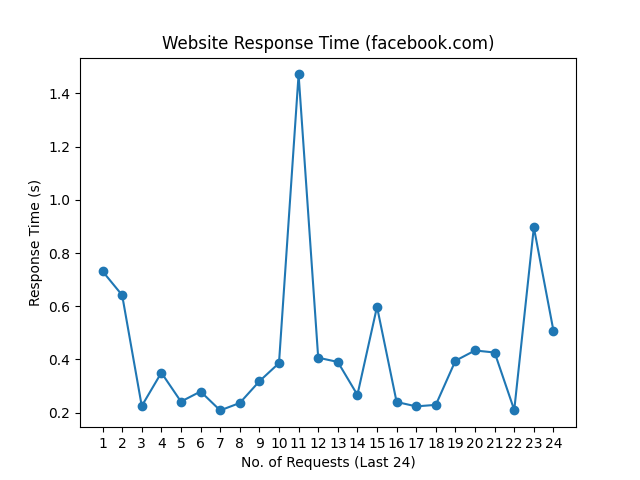 Website Response Time (facebook.com)
1.4
1.2
1.0
0.8
0.6
0.4
0.2
Response Time (s)
1 2 3 4 5 6 7 8 9 10 11 12 13 14 15 16 17 18 19 20 21 22 23 24
No. of Requests (Last 24)